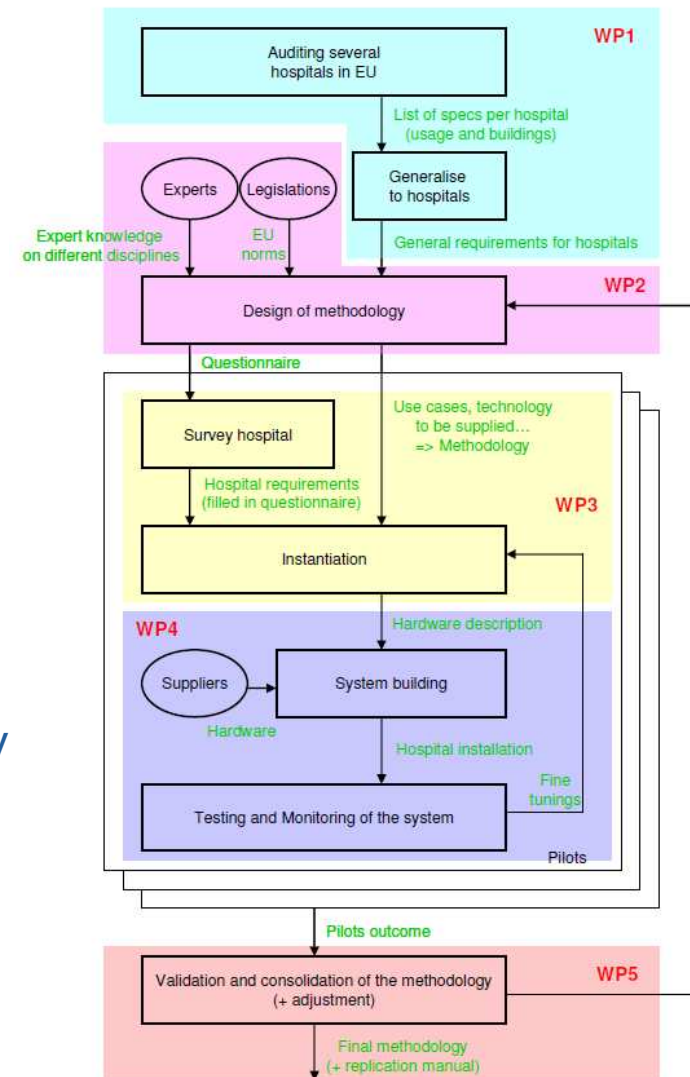 WP1
Auditing several
hospitals in EU
List of specs per hospital
(usage and buildings)
Experts
Legislations
Generalise
to hospitals
Expert knowledge
on different disciplines
EU
norms
General requirements for hospitals
WP2
Design of methodology
Questionnaire
Survey hospital
Use cases, technology
to be supplied...
=> Methodology
Hospital requirements
(filled in questionnaire)
WP3
Instantiation
WP4
Hardware description
Suppliers
System building
Hardware
Hospital installation
Fine
tunings
Testing and Monitoring of the system
Pilots
Pilots outcome
Validation and consolidation of the methodology
(+ adjustment)
WP5
Final methodology
(+ replication manual)